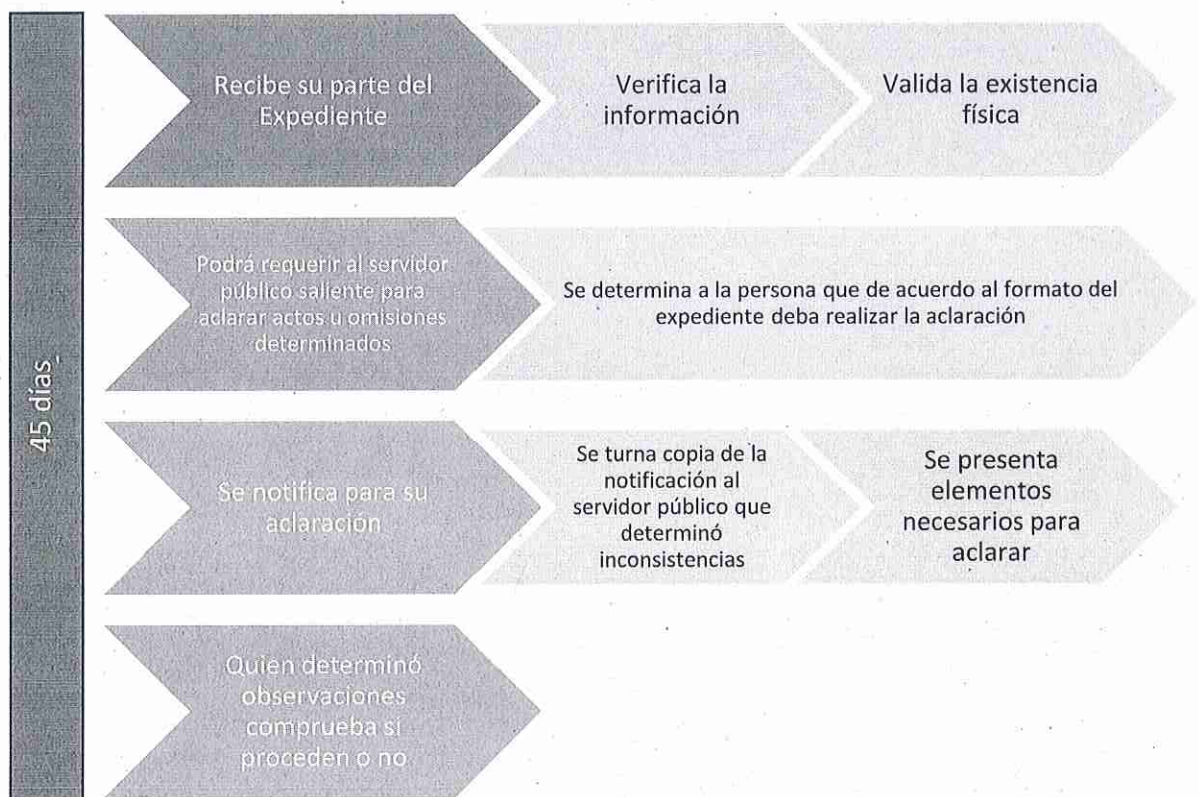 45 días
Recibe su parte del
Expediente
Verifica la
información
Valida la existencia
física
Podrá requerir al servidor
público saliente para
aclarar actos u omisiones
determinados
Se determina a la persona que de acuerdo al formato del
expediente deba realizar la aclaración
Se notifica para su
aclaración
Se turna copia de la
notificación al
servidor público que
determinó
inconsistencias
Se presenta
elementos
necesarios para
aclarar
Quien determinó
observaciones
comprueba si
proceden o no